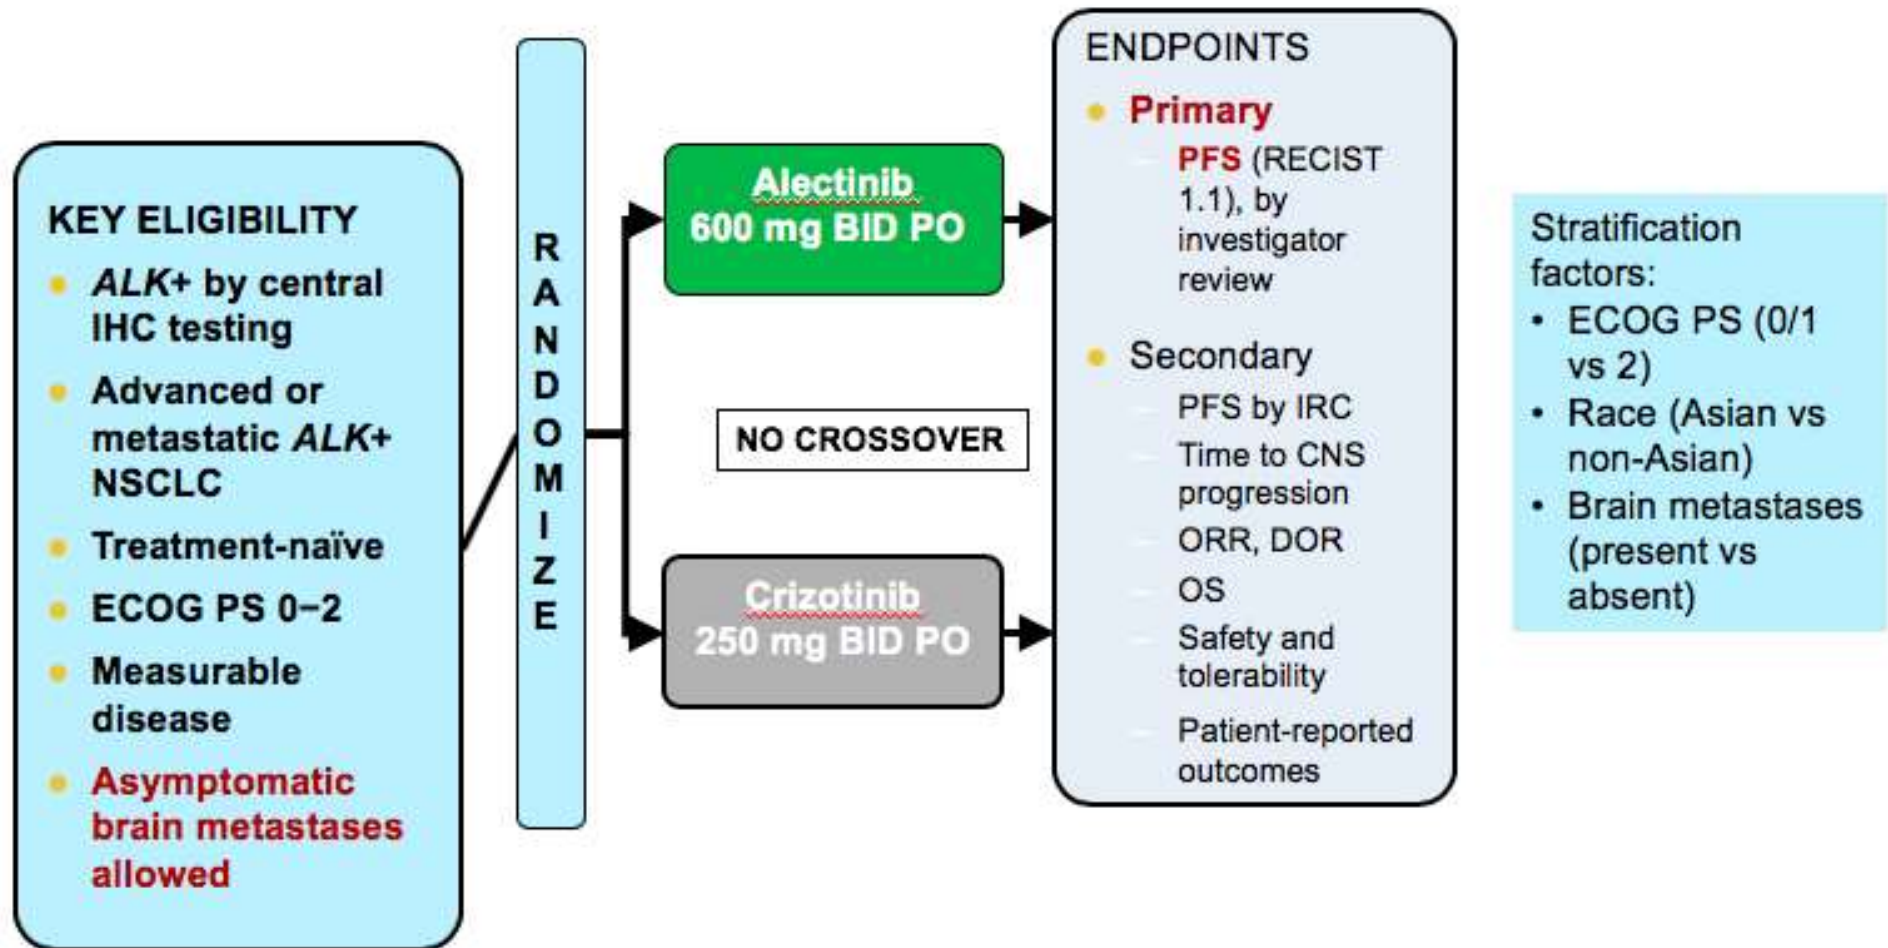 KEY ELIGIBILITY
ALK+ by central
IHC testing
Advanced or
metastatic ALK+
NSCLC
Treatment-naïve
ECOG PS 0–2
Measurable
disease
Asymptomatic
brain metastases
allowed
RANDOMIZE
Alectinib
600 mg BID PO
NO CROSSOVER
Crizotinib
250 mg BID PO
ENDPOINTS
Primary
PFS (RECIST
1.1), by
investigator
review
Secondary
PFS by IRC
Time to CNS
progression
ORR, DOR
OS
Safety and
tolerability
Patient-reported
outcomes
Stratification
factors:
ECOG PS (0/1
vs 2)
Race (Asian vs
non-Asian)
Brain metastases
(present vs
absent)